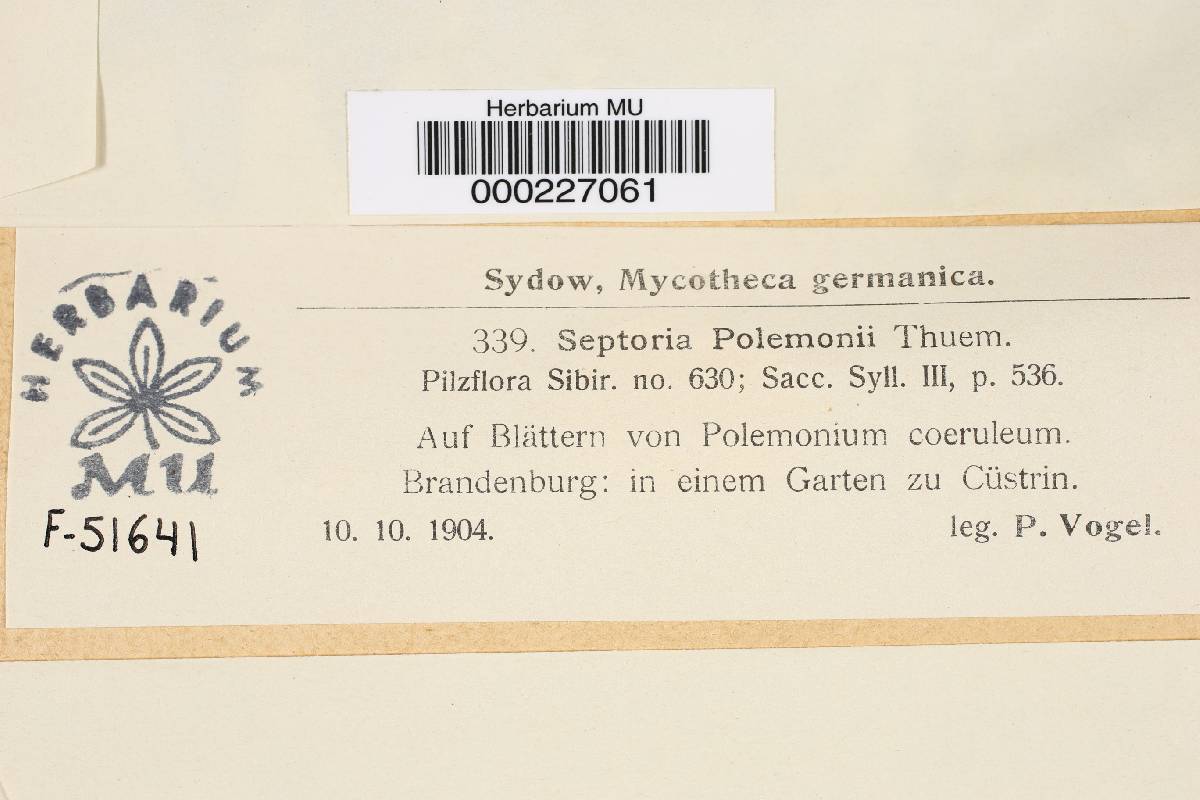 Herbarium MU
000227061
Sydow, Mycotheca germanica.
339. Septoria Polemonii Thuem.
Pilzflora Sibir. no. 630; Sacc. Syll. III, p. 536.
Auf Blättern von Polemonium coeruleum.
Brandenburg: in einem Garten zu Cüstrin.
10. 10. 1904. leg. P. Vogel.
HERBARIUM
MU
F-51641